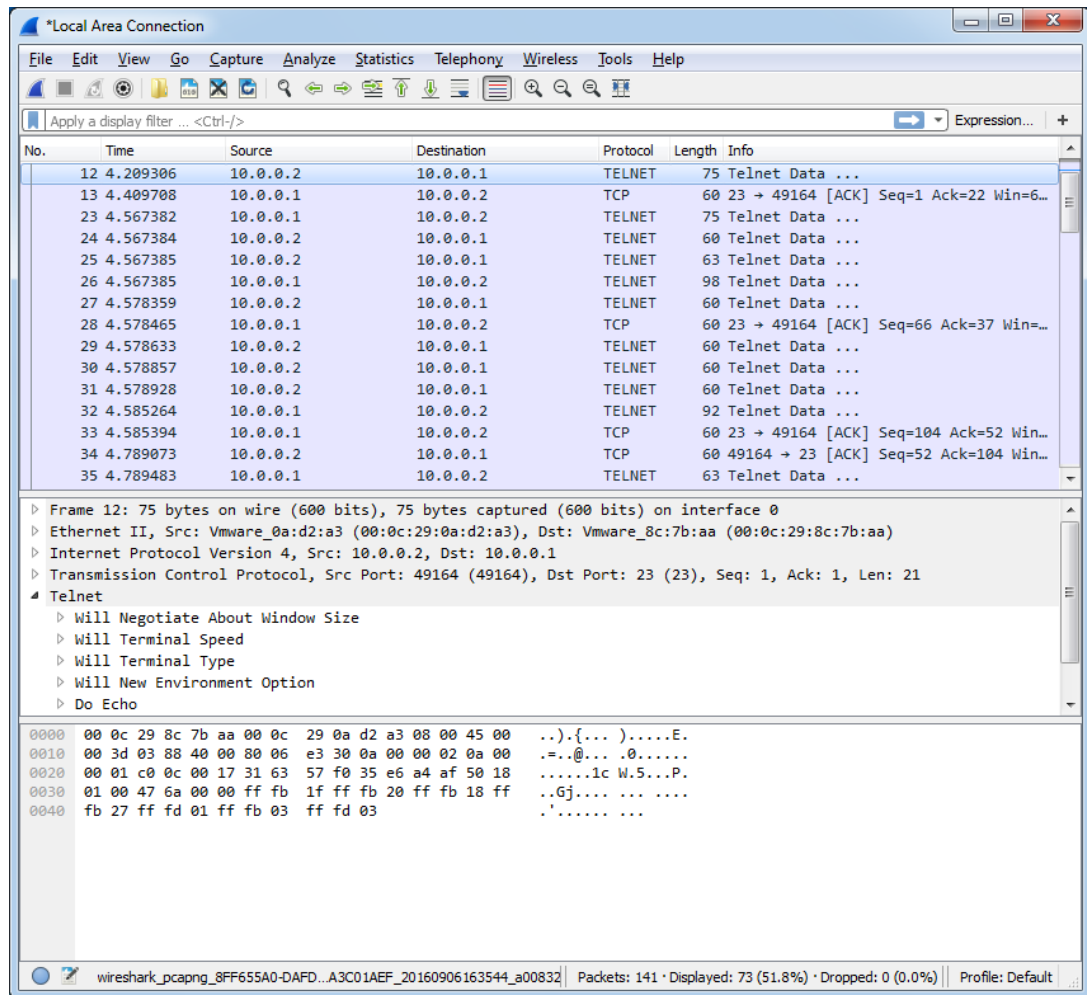 *Local Area Connection
File Edit View Go Capture Analyze Statistics Telephony Wireless Tools Help
Apply a display filter ... <Ctrl-/> Expression... +
No. Time Source Destination Protocol Length Info
12 4.209306 10.0.0.2 10.0.0.1 TELNET 75 Telnet Data ...
13 4.409708 10.0.0.1 10.0.0.2 TCP 60 23 → 49164 [ACK] Seq=1 Ack=22 Win=6…
23 4.567382 10.0.0.1 10.0.0.2 TELNET 75 Telnet Data ...
24 4.567384 10.0.0.2 10.0.0.1 TELNET 60 Telnet Data ...
25 4.567385 10.0.0.2 10.0.0.1 TELNET 63 Telnet Data ...
26 4.567385 10.0.0.1 10.0.0.2 TELNET 98 Telnet Data ...
27 4.578359 10.0.0.2 10.0.0.1 TELNET 60 Telnet Data ...
28 4.578465 10.0.0.1 10.0.0.2 TCP 60 23 → 49164 [ACK] Seq=66 Ack=37 Win=…
29 4.578633 10.0.0.2 10.0.0.1 TELNET 60 Telnet Data ...
30 4.578857 10.0.0.2 10.0.0.1 TELNET 60 Telnet Data ...
31 4.578928 10.0.0.2 10.0.0.1 TELNET 60 Telnet Data ...
32 4.585264 10.0.0.1 10.0.0.2 TELNET 92 Telnet Data ...
33 4.585394 10.0.0.1 10.0.0.2 TCP 60 23 → 49164 [ACK] Seq=104 Ack=52 Win…
34 4.789073 10.0.0.2 10.0.0.1 TCP 60 49164 → 23 [ACK] Seq=52 Ack=104 Win…
35 4.789483 10.0.0.1 10.0.0.2 TELNET 63 Telnet Data ...
Frame 12: 75 bytes on wire (600 bits), 75 bytes captured (600 bits) on interface 0
Ethernet II, Src: Vmware_0a:d2:a3 (00:0c:29:0a:d2:a3), Dst: Vmware_8c:7b:aa (00:0c:29:8c:7b:aa)
Internet Protocol Version 4, Src: 10.0.0.2, Dst: 10.0.0.1
Transmission Control Protocol, Src Port: 49164 (49164), Dst Port: 23 (23), Seq: 1, Ack: 1, Len: 21
Telnet
Will Negotiate About Window Size
Will Terminal Speed
Will Terminal Type
Will New Environment Option
Do Echo
0000 00 0c 29 8c 7b aa 00 0c 29 0a d2 a3 08 00 45 00 ..).{... ).....E.
0010 00 3d 03 88 40 00 80 06 e3 30 0a 00 00 02 0a 00 .=..@... .0......
0020 00 01 c0 0c 00 17 31 63 57 f0 35 e6 a4 af 50 18 ......1c W.5...P.
0030 01 00 47 6a 00 00 ff fb 1f ff fb 20 ff fb 18 ff ..Gj.... ... ....
0040 fb 27 ff fd 01 ff fb 03 ff fd 03 .'...... ...
wireshark_pcapng_8FF655A0-DAFD...A3C01AEF_20160906163544_a00832 Packets: 141 · Displayed: 73 (51.8%) · Dropped: 0 (0.0%) Profile: Default